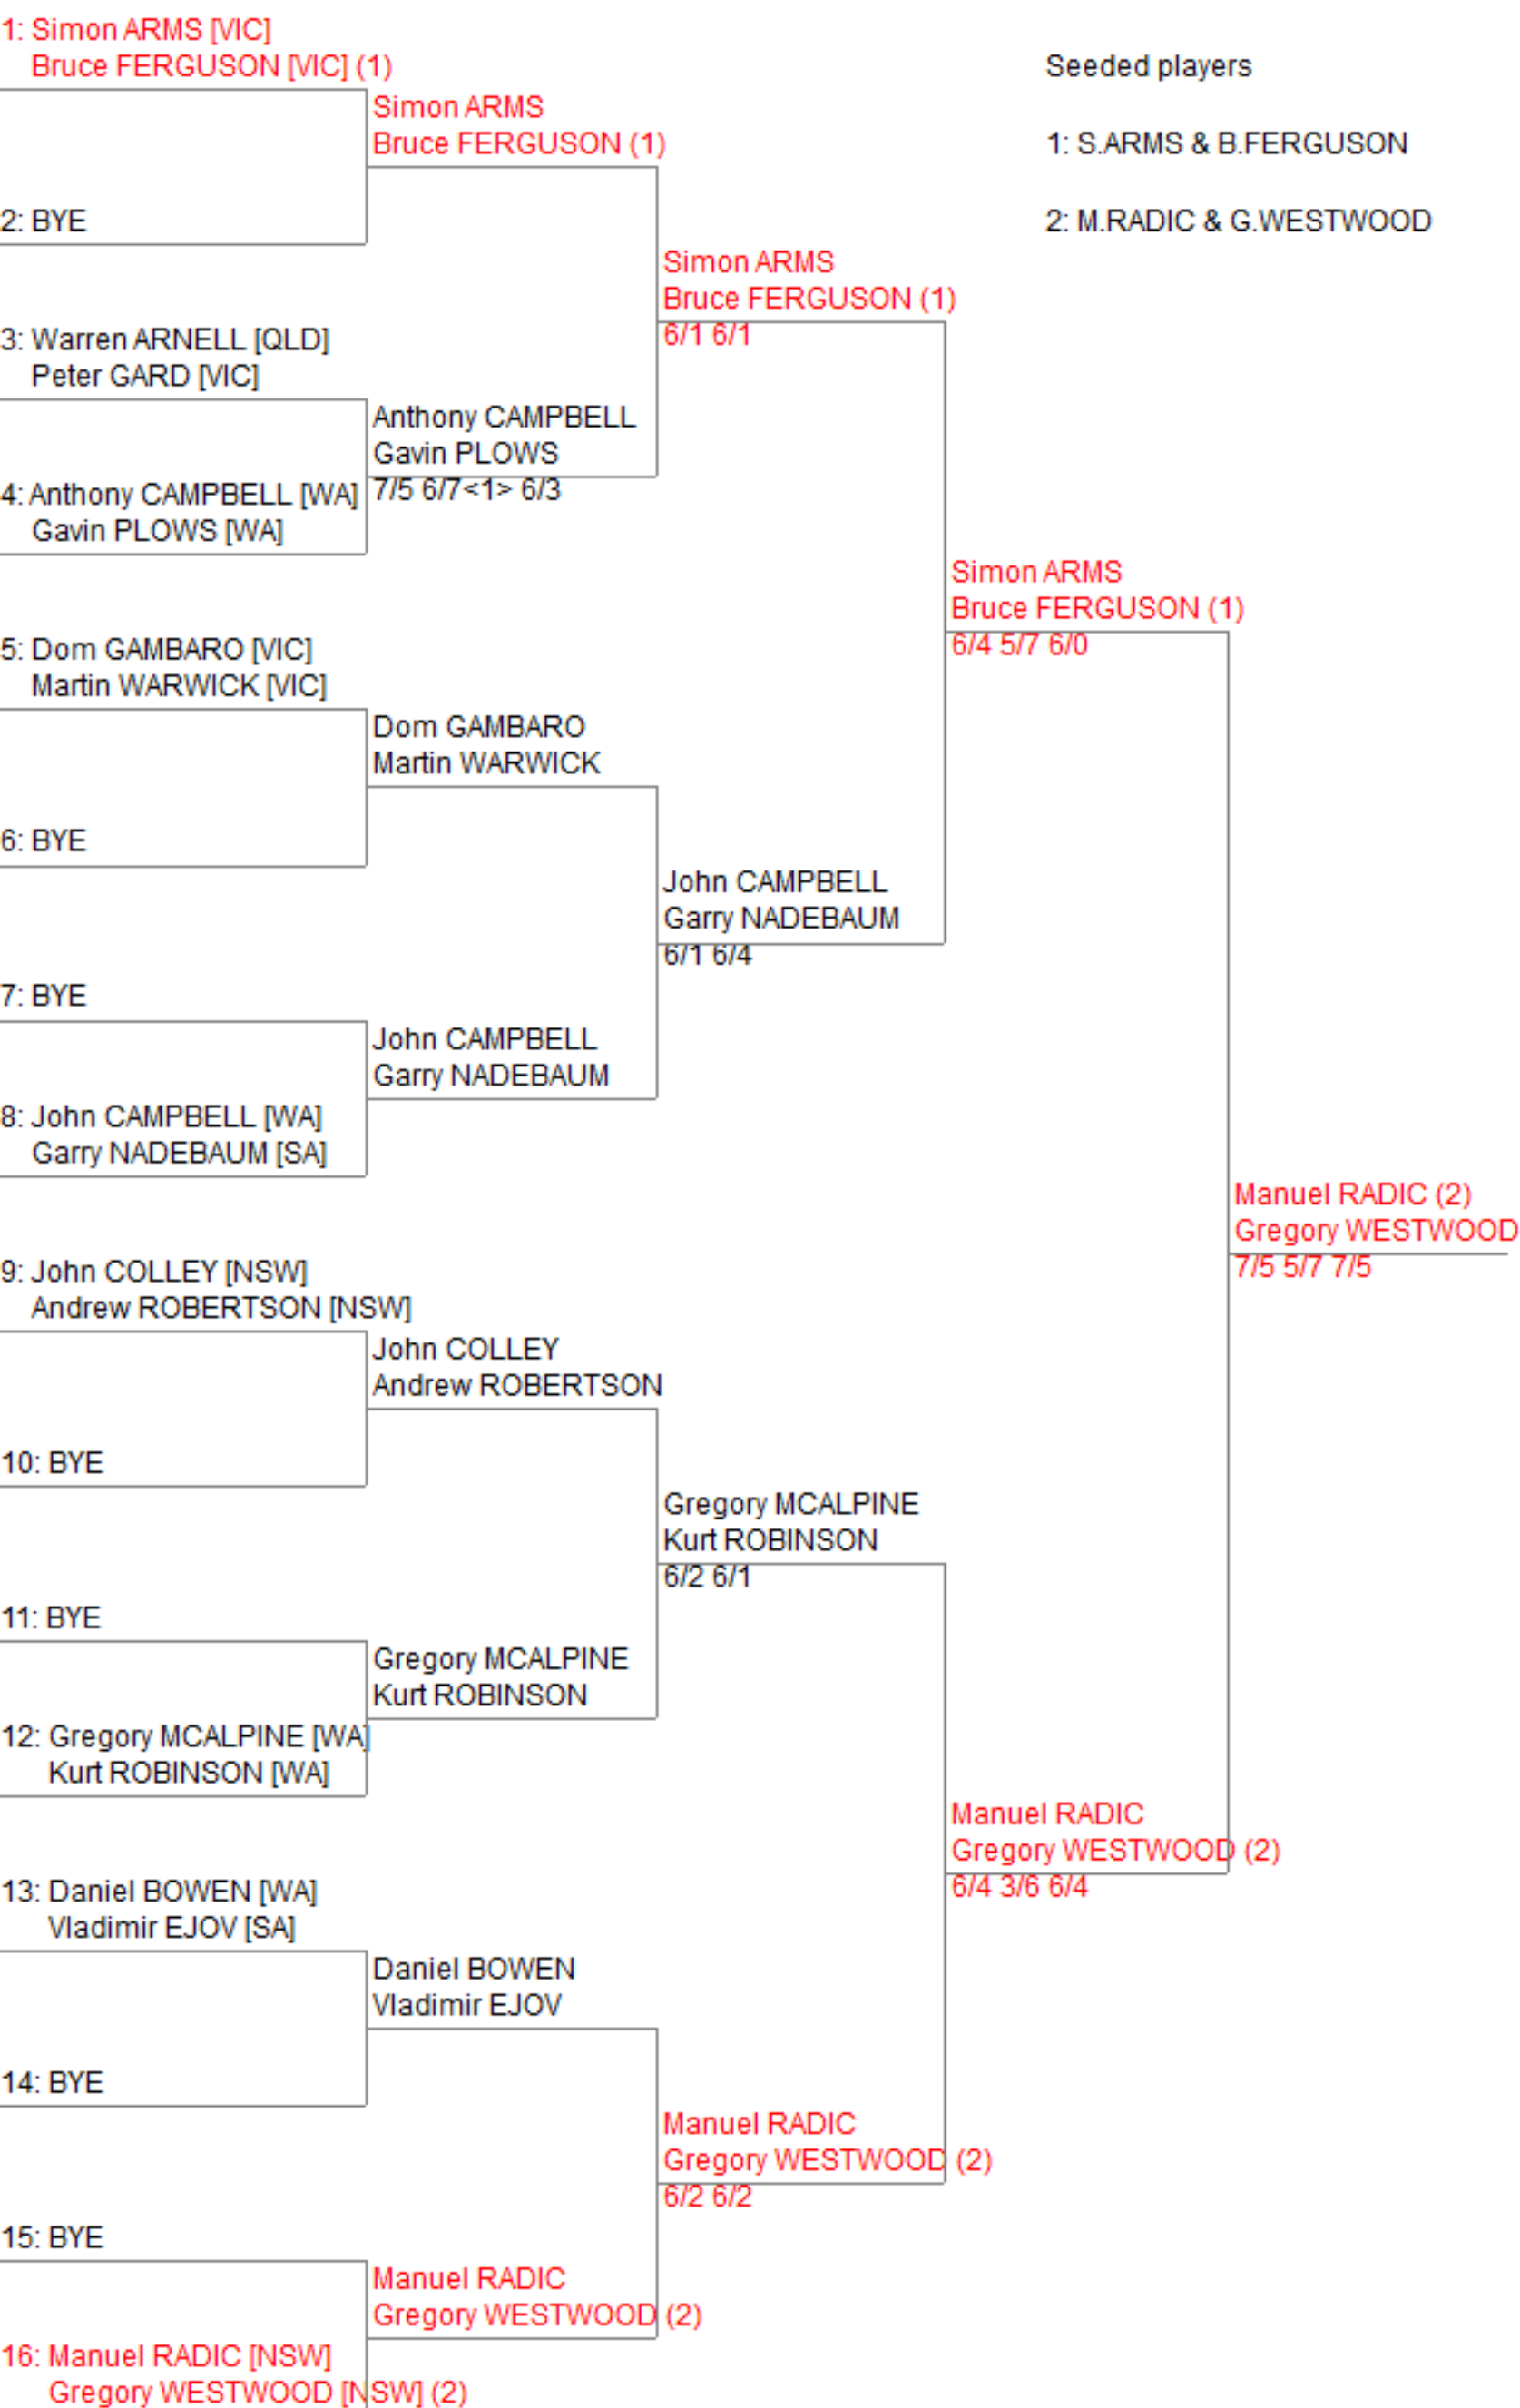 1: Simon ARMS [VIC]
Bruce FERGUSON [VIC] (1)
2: BYE
3: Warren ARNELL [QLD]
Peter GARD [VIC]
4: Anthony CAMPBELL [WA]
Gavin PLOWS [WA]
5: Dom GAMBARO [VIC]
Martin WARWICK [VIC]
6: BYE
7: BYE
8: John CAMPBELL [WA]
Garry NADEBAUM [SA]
9: John COLLEY [NSW]
Andrew ROBERTSON [NSW]
10: BYE
11: BYE
12: Gregory MCALPINE [WA]
Kurt ROBINSON [WA]
13: Daniel BOWEN [WA]
Vladimir EJOV [SA]
14: BYE
15: BYE
16: Manuel RADIC [NSW]
Gregory WESTWOOD [NSW] (2)
Simon ARMS
Bruce FERGUSON (1)
Anthony CAMPBELL
Gavin PLOWS
7/5 6/7<1> 6/3
Dom GAMBARO
Martin WARWICK
John CAMPBELL
Garry NADEBAUM
John COLLEY
Andrew ROBERTSON
Gregory MCALPINE
Kurt ROBINSON
Daniel BOWEN
Vladimir EJOV
Manuel RADIC
Gregory WESTWOOD (2)
Simon ARMS
Bruce FERGUSON (1)
6/1 6/1
John CAMPBELL
Garry NADEBAUM
6/1 6/4
Gregory MCALPINE
Kurt ROBINSON
6/2 6/1
Manuel RADIC
Gregory WESTWOOD (2)
6/2 6/2
Simon ARMS
Bruce FERGUSON (1)
6/4 5/7 6/0
Manuel RADIC
Gregory WESTWOOD (2)
6/4 3/6 6/4
Manuel RADIC (2)
Gregory WESTWOOD
7/5 5/7 7/5
Seeded players
1: S.ARMS & B.FERGUSON
2: M.RADIC & G.WESTWOOD